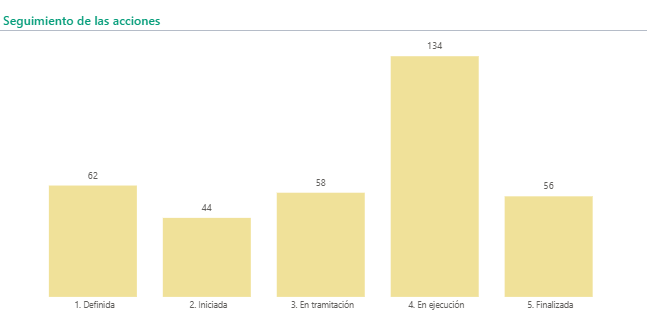 Seguimiento de las acciones
134
62
58
56
44
1. Definida
2. Iniciada
3. En tramitación
4. En ejecución
5. Finalizada